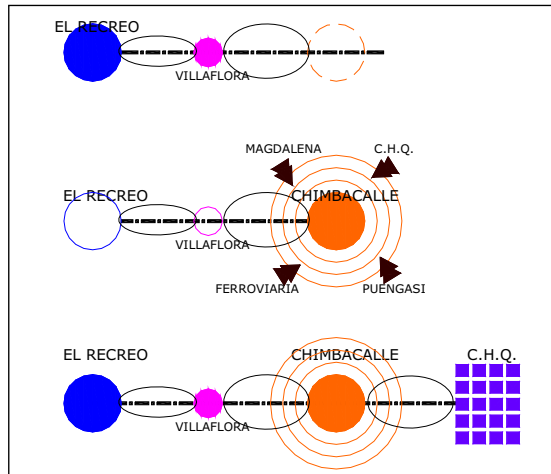 EL RECREO
VILLAFLORA
MAGDALENA
C.H.Q.
EL RECREO
CHIMBACALLE
VILLAFLORA
FERROVIARIA
PUENGASI
EL RECREO
CHIMBACALLE
C.H.Q.
VILLAFLORA